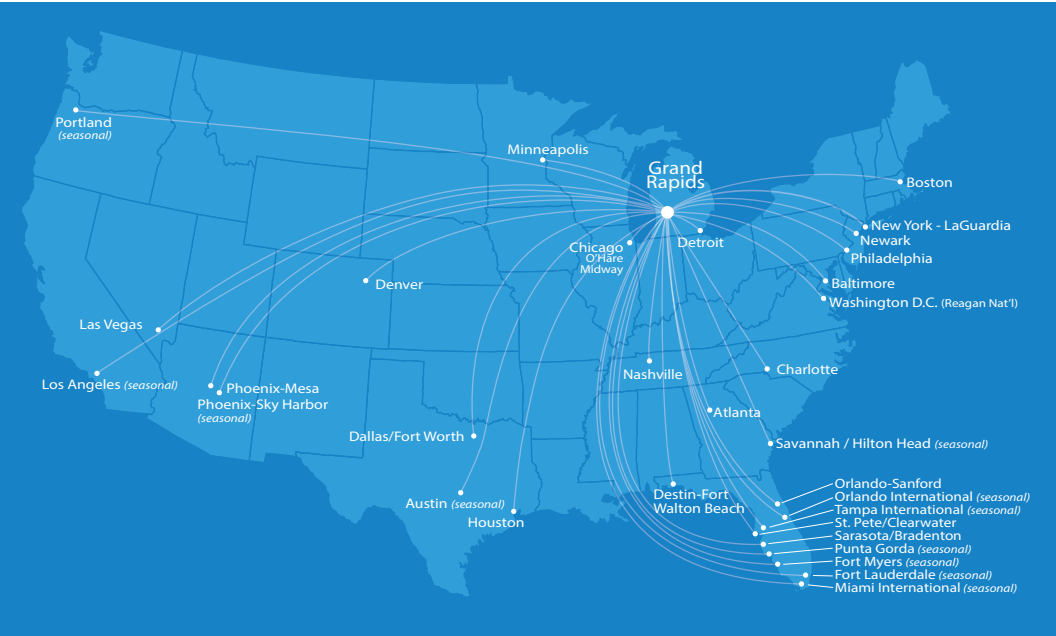 Portland
(seasonal)
Minneapolis
Grand
Rapids
Boston
New York - LaGuardia
Newark
Philadelphia
Detroit
Chicago
O'Hare
Midway
Baltimore
Washington D.C. (Reagan Nat'l)
Denver
Las Vegas
Los Angeles (seasonal)
Phoenix-Mesa
Phoenix-Sky Harbor
(seasonal)
Nashville
Charlotte
Atlanta
Dallas/Fort Worth
Savannah / Hilton Head (seasonal)
Austin (seasonal)
Houston
Destin-Fort
Walton Beach
Orlando-Sanford
Orlando International (seasonal)
Tampa International (seasonal)
St. Pete/Clearwater
Sarasota/Bradenton
Punta Gorda (seasonal)
Fort Myers (seasonal)
Fort Lauderdale (seasonal)
Miami International (seasonal)